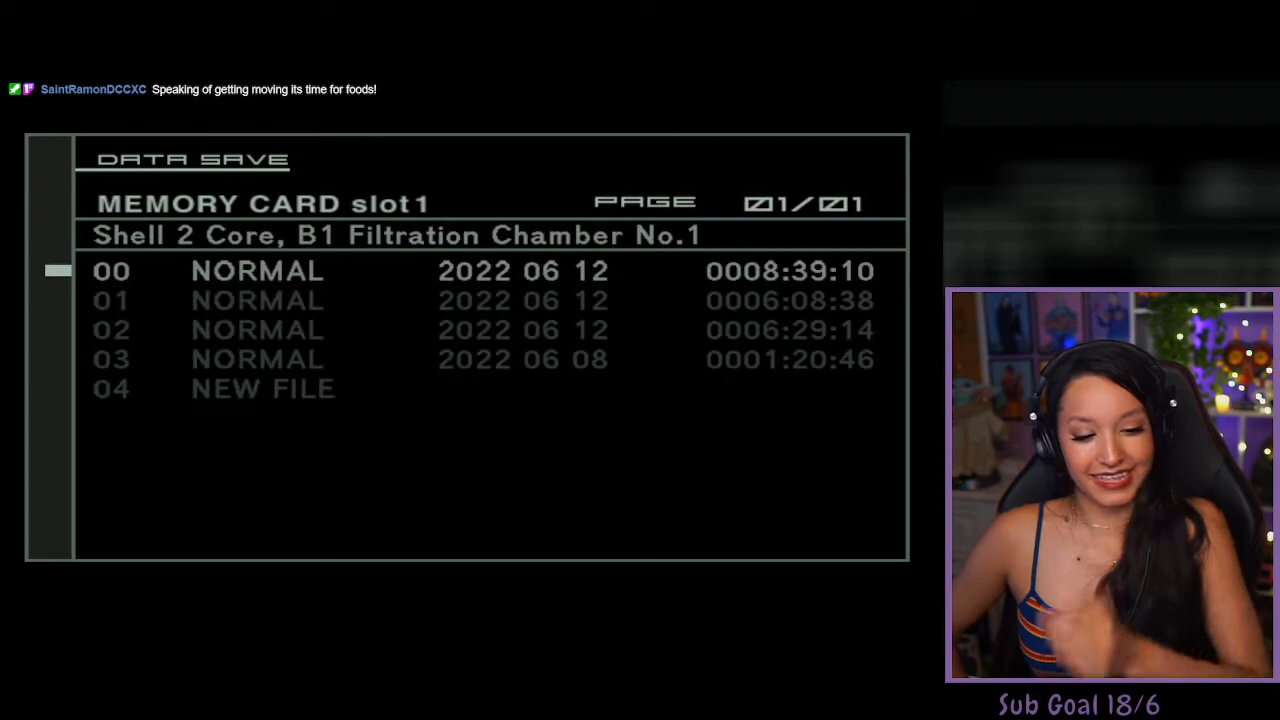 SaintRamonDCCXC Speaking of getting moving its time for foods!
DATA SAVE
MEMORY CARD slot1 PAGE 01/01
Shell 2 Core, B1 Filtration Chamber No.1
00 NORMAL 2022 06 12 0008:39:10
01 NORMAL 2022 06 12 0006:08:38
02 NORMAL 2022 06 12 0006:29:14
03 NORMAL 2022 06 08 0001:20:46
04 NEW FILE
Sub Goal 18/6